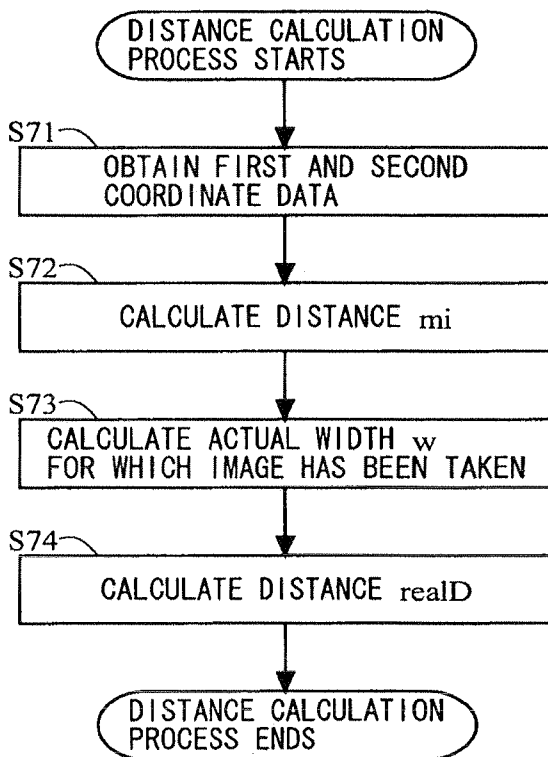 DISTANCE CALCULATION
PROCESS STARTS
S71
OBTAIN FIRST AND SECOND
COORDINATE DATA
S72
CALCULATE DISTANCE mi
S73
CALCULATE ACTUAL WIDTH w
FOR WHICH IMAGE HAS BEEN TAKEN
S74
CALCULATE DISTANCE realD
DISTANCE CALCULATION
PROCESS ENDS